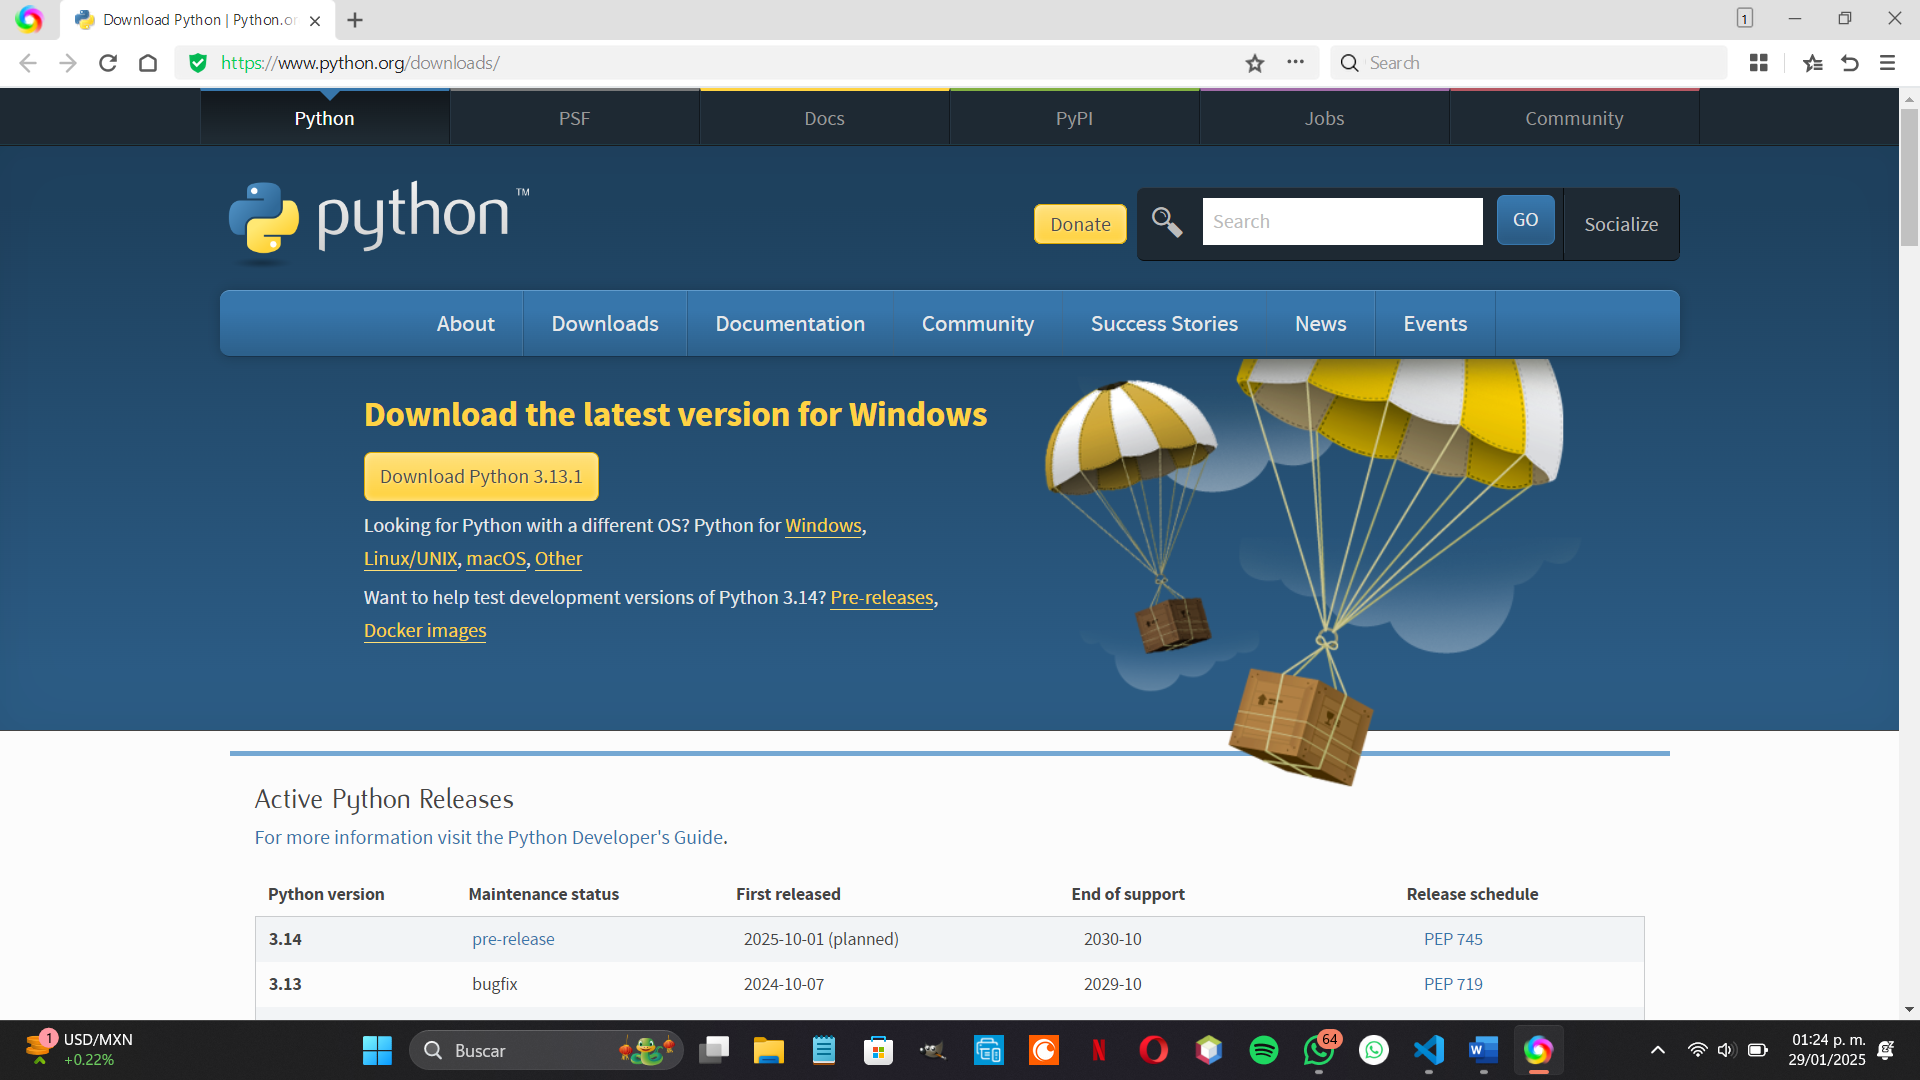 Download Python | Python.or
1
https://www.python.org/downloads/
Search
Python
PSF
Docs
PyPI
Jobs
Community
python™
Donate
Search
GO
Socialize
About
Downloads
Documentation
Community
Success Stories
News
Events
Download the latest version for Windows
Download Python 3.13.1
Looking for Python with a different OS? Python for Windows,
Linux/UNIX, macOS, Other
Want to help test development versions of Python 3.14? Pre-releases,
Docker images
Active Python Releases
For more information visit the Python Developer's Guide.
Python version Maintenance status First released End of support Release schedule
3.14 pre-release 2025-10-01 (planned) 2030-10 PEP 745
3.13 bugfix 2024-10-07 2029-10 PEP 719
1
USD/MXN
+0.22%
Buscar
64
01:24 p. m.
29/01/2025